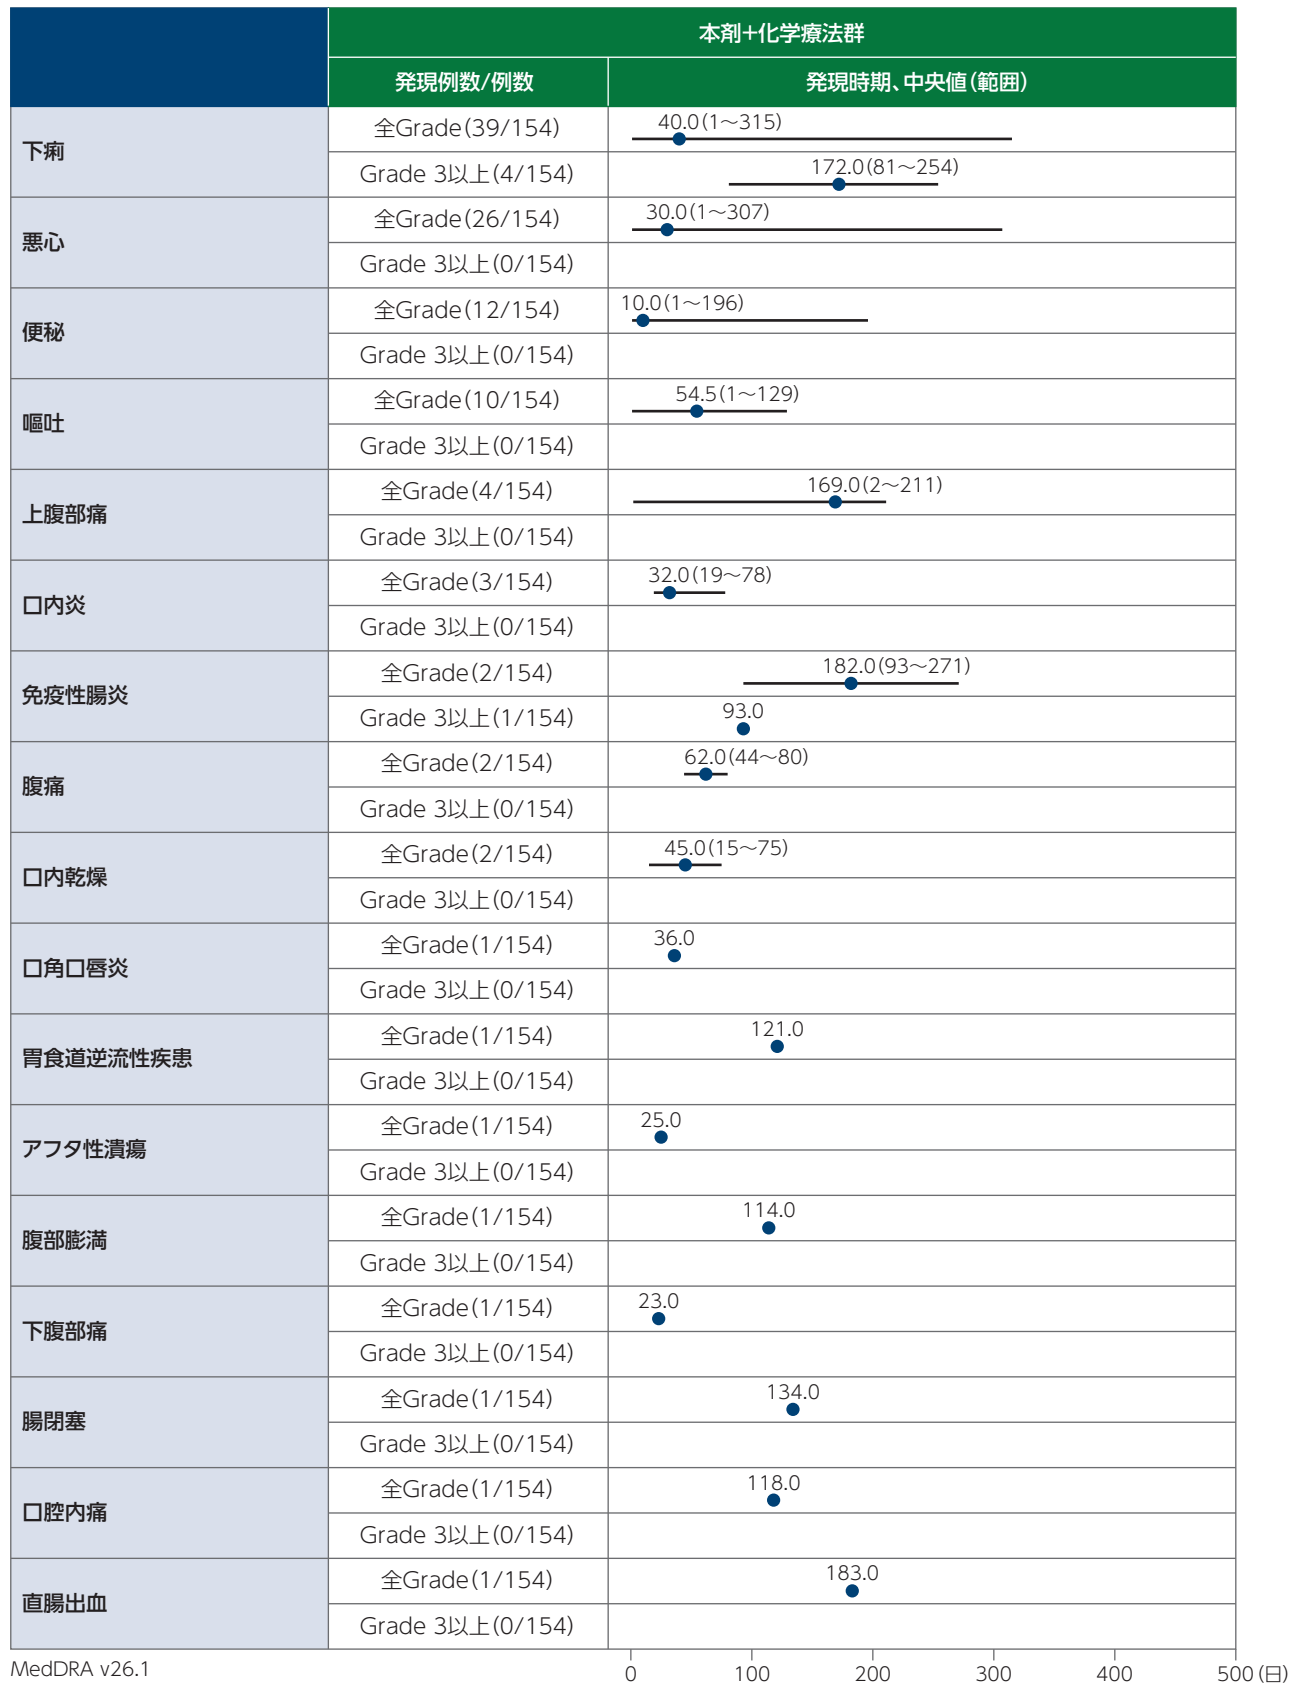 本剤+化学療法群
発現例数/例数 発現時期、中央値(範囲)
下痢
全Grade(39/154) 40.0(1〜315)
Grade 3以上(4/154) 172.0(81〜254)
悪心
全Grade(26/154) 30.0(1〜307)
Grade 3以上(0/154)
便秘
全Grade(12/154) 10.0(1〜196)
Grade 3以上(0/154)
嘔吐
全Grade(10/154) 54.5(1〜129)
Grade 3以上(0/154)
上腹部痛
全Grade(4/154) 169.0(2〜211)
Grade 3以上(0/154)
口内炎
全Grade(3/154) 32.0(19〜78)
Grade 3以上(0/154)
免疫性腸炎
全Grade(2/154) 182.0(93〜271)
Grade 3以上(1/154) 93.0
腹痛
全Grade(2/154) 62.0(44〜80)
Grade 3以上(0/154)
口内乾燥
全Grade(2/154) 45.0(15〜75)
Grade 3以上(0/154)
口角口唇炎
全Grade(1/154) 36.0
Grade 3以上(0/154)
胃食道逆流性疾患
全Grade(1/154) 121.0
Grade 3以上(0/154)
アフタ性潰瘍
全Grade(1/154) 25.0
Grade 3以上(0/154)
腹部膨満
全Grade(1/154) 114.0
Grade 3以上(0/154)
下腹部痛
全Grade(1/154) 23.0
Grade 3以上(0/154)
腸閉塞
全Grade(1/154) 134.0
Grade 3以上(0/154)
口腔内痛
全Grade(1/154) 118.0
Grade 3以上(0/154)
直腸出血
全Grade(1/154) 183.0
Grade 3以上(0/154)
MedDRA v26.1 0 100 200 300 400 500(日)